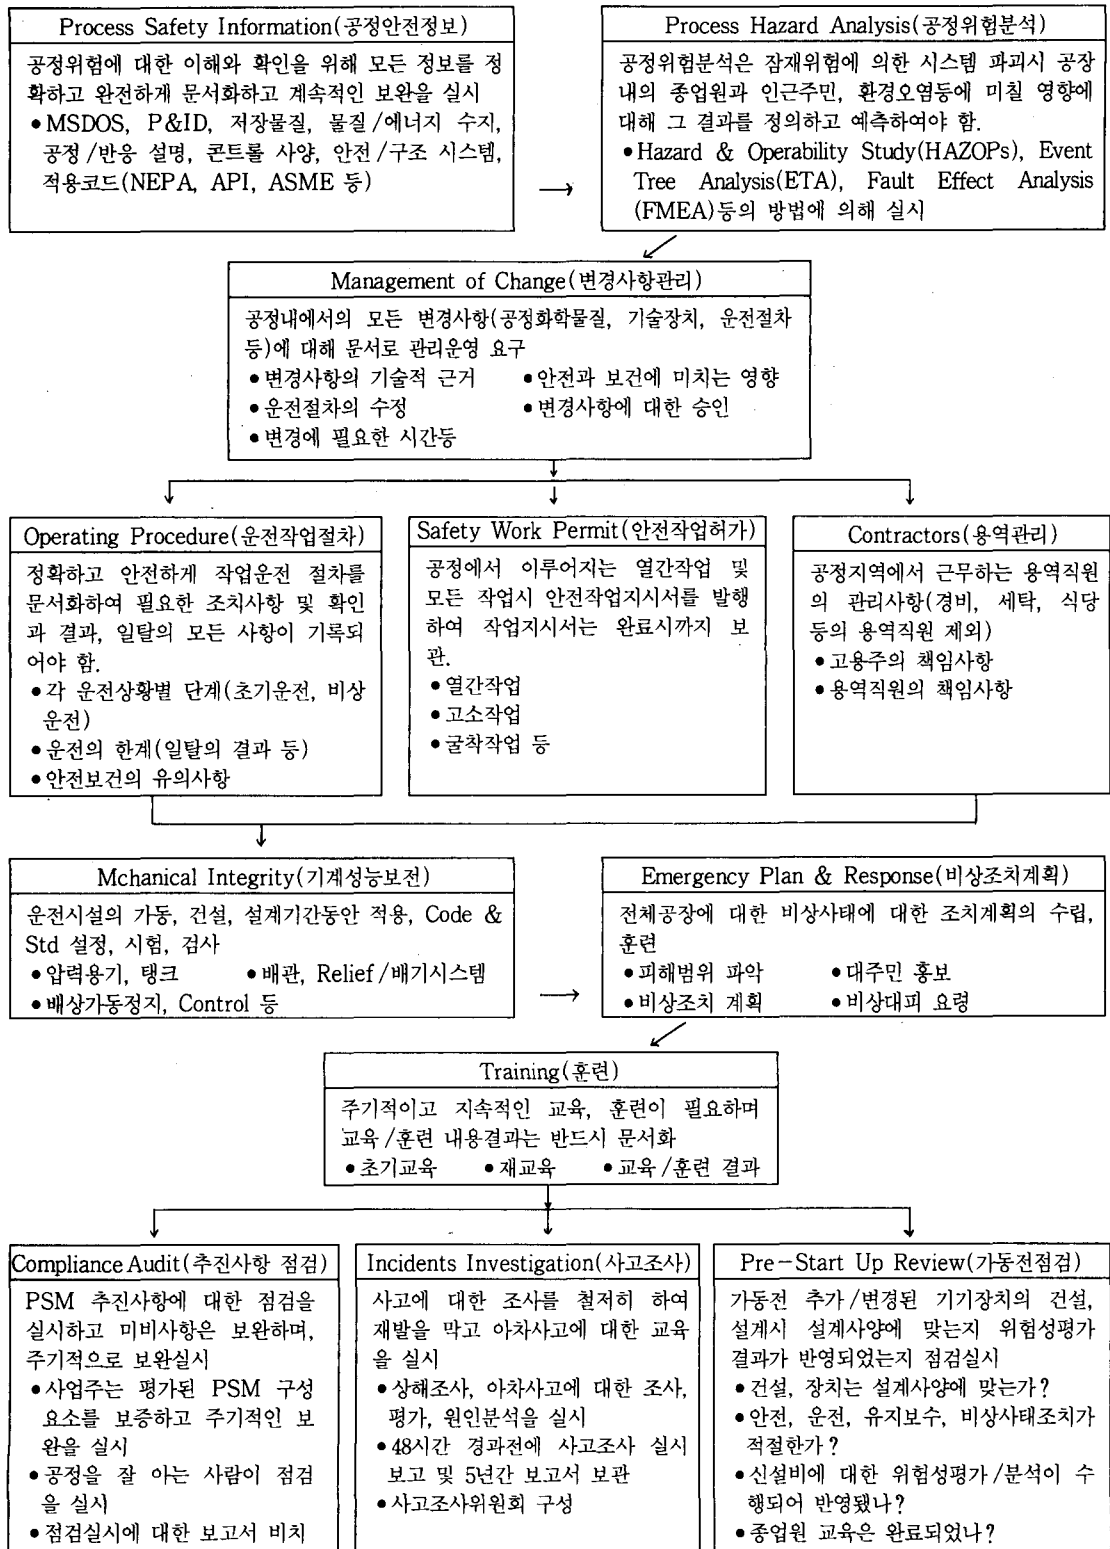 Process Safety Information(공정안전정보)
공정위험에 대한 이해와 확인을 위해 모든 정보를 정
확하고 완전하게 문서화하고 계속적인 보완을 실시
•MSDOS, P&ID, 저장물질, 물질/에너지 수지,
공정/반응 설명, 콘트롤 사양, 안전/구조 시스템,
적용코드(NEPA, API, ASME 등)
Process Hazard Analysis(공정위험분석)
공정위험분석은 잠재위험에 의한 시스템 파괴시 공장
내의 종업원과 인근주민, 환경오염등에 미칠 영향에
대해 그 결과를 정의하고 예측하여야 함.
•Hazard & Operability Study(HAZOPs), Event
Tree Analysis(ETA), Fault Effect Analysis
(FMEA)등의 방법에 의해 실시
Management of Change(변경사항관리)
공정내에서의 모든 변경사항(공정화학물질, 기술장치, 운전절차
등)에 대해 문서로 관리운영 요구
•변경사항의 기술적 근거 •안전과 보건에 미치는 영향
•운전절차의 수정 •변경사항에 대한 승인
•변경에 필요한 시간등
Operating Procedure(운전작업절차)
정확하고 안전하게 작업운전 절차를
문서화하여 필요한 조치사항 및 확인
과 결과, 일탈의 모든 사항이 기록되
어야 함.
•각 운전상황별 단계(초기운전, 비상
운전)
•운전의 한계(일탈의 결과 등)
•안전보건의 유의사항
Safety Work Permit(안전작업허가)
공정에서 이루어지는 열간작업 및
모든 작업시 안전작업지시서를 발행
하여 작업지시서는 완료시까지 보
관.
•열간작업
•고소작업
•굴착작업 등
Contractors(용역관리)
공정지역에서 근무하는 용역직원
의 관리사항(경비, 세탁, 식당
등의 용역직원 제외)
•고용주의 책임사항
•용역직원의 책임사항
Mchanical Integrity(기계성능보전)
운전시설의 가동, 건설, 설계기간동안 적용, Code &
Std 설정, 시험, 검사
•압력용기, 탱크 •배관, Relief/배기시스템
•배상가동정지, Control 등
Emergency Plan & Response(비상조치계획)
전체공장에 대한 비상사태에 대한 조치계획의 수립,
훈련
•피해범위 파악 •대주민 홍보
•비상조치 계획 •비상대피 요령
Training(훈련)
주기적이고 지속적인 교육, 훈련이 필요하며
교육/훈련 내용결과는 반드시 문서화
•초기교육 •재교육 •교육/훈련 결과
Compliance Audit(추진사항 점검)
PSM 추진사항에 대한 점검을
실시하고 미비사항은 보완하며,
주기적으로 보완실시
•사업주는 평가된 PSM 구성
요소를 보증하고 주기적인 보
완을 실시
•공정을 잘 아는 사람이 점검
을 실시
•점검실시에 대한 보고서 비치
Incidents Investigation(사고조사)
사고에 대한 조사를 철저히 하여
재발을 막고 아차사고에 대한 교육
을 실시
•상해조사, 아차사고에 대한 조사,
평가, 원인분석을 실시
•48시간 경과전에 사고조사 실시
보고 및 5년간 보고서 보관
•사고조사위원회 구성
Pre-Start Up Review(가동전점검)
가동전 추가/변경된 기기장치의 건설,
설계시 설계사양에 맞는지 위험성평가
결과가 반영되었는지 점검실시
•건설, 장치는 설계사양에 맞는가?
•안전, 운전, 유지보수, 비상사태조치가
적절한가?
•신설비에 대한 위험성평가/분석이 수
행되어 반영됐나?
•종업원 교육은 완료되었나?